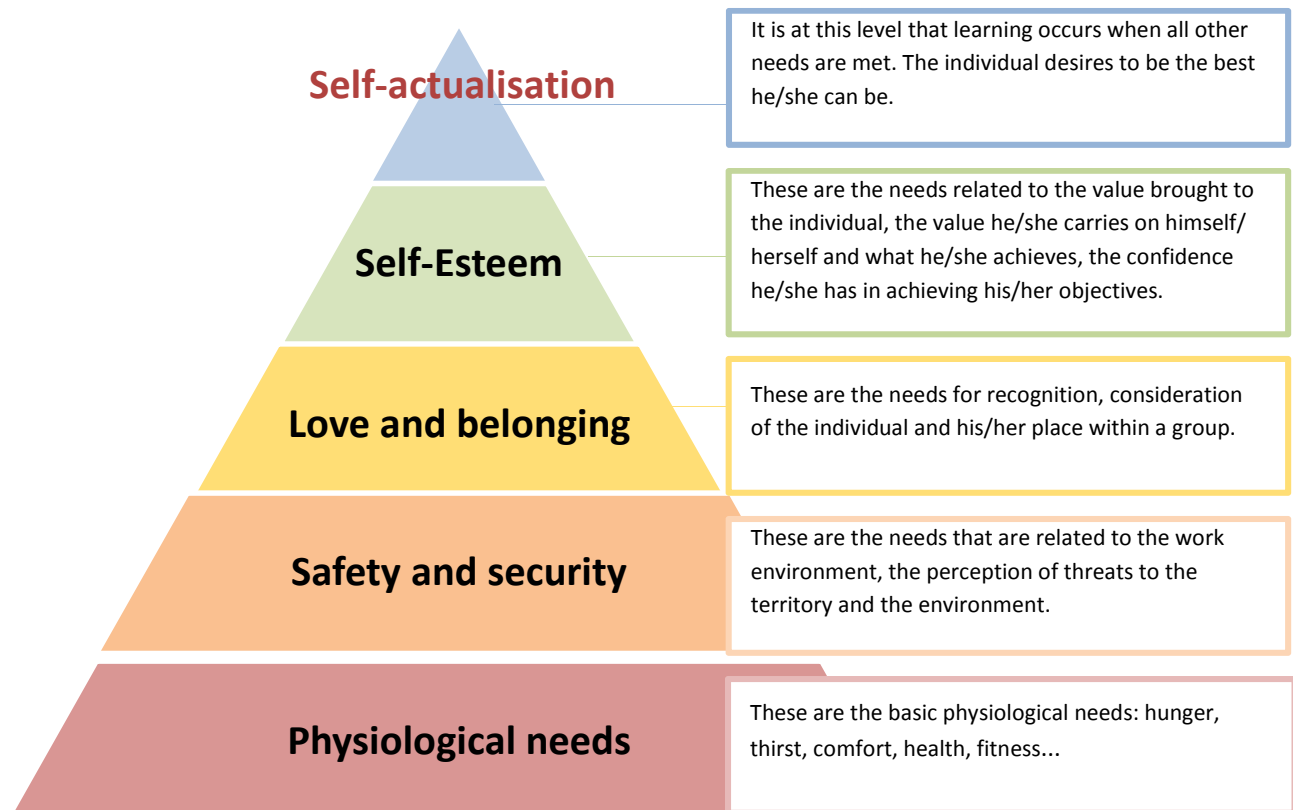 Self-actualisation
It is at this level that learning occurs when all other
needs are met. The individual desires to be the best
he/she can be.
Self-Esteem
These are the needs related to the value brought to
the individual, the value he/she carries on himself/
herself and what he/she achieves, the confidence
he/she has in achieving his/her objectives.
Love and belonging
These are the needs for recognition, consideration
of the individual and his/her place within a group.
Safety and security
These are the needs that are related to the work
environment, the perception of threats to the
territory and the environment.
Physiological needs
These are the basic physiological needs: hunger,
thirst, comfort, health, fitness...